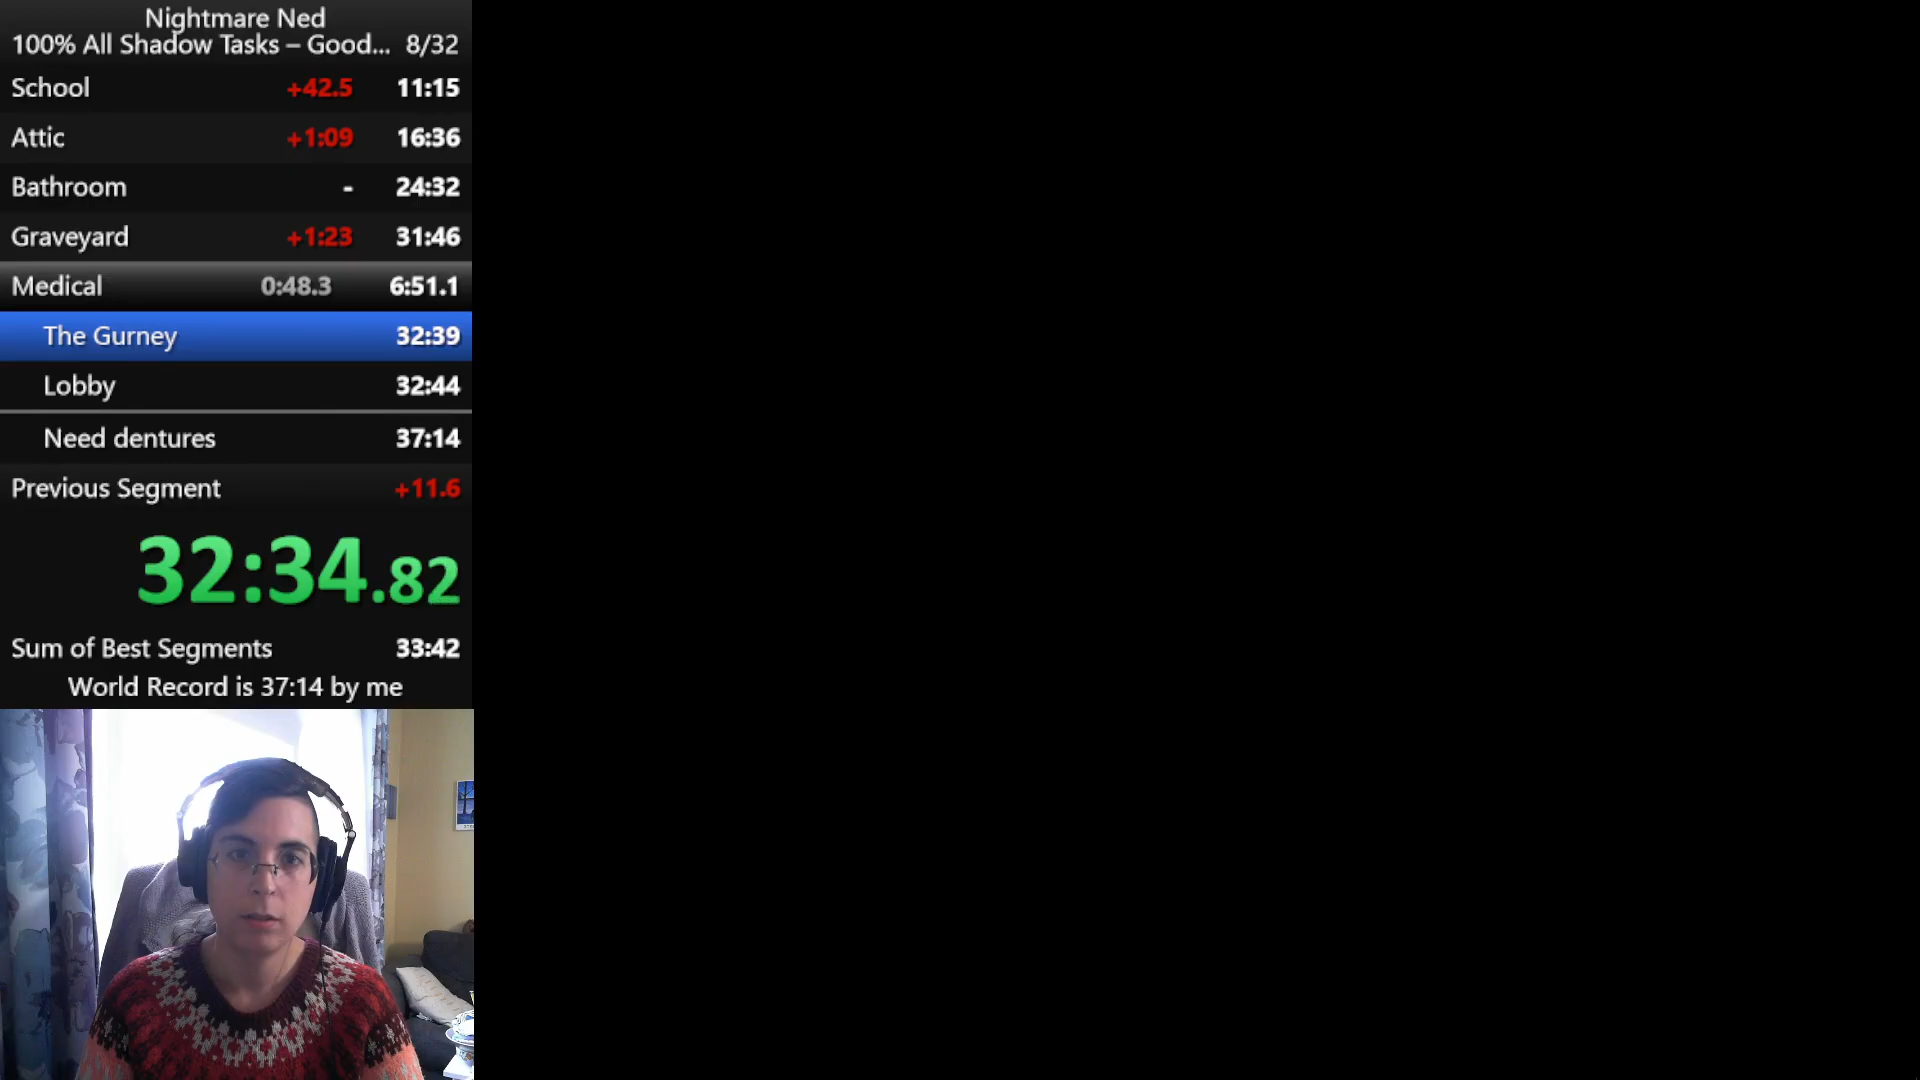 Nightmare Ned
100% All Shadow Tasks – Good... 8/32
School +42.5 11:15
Attic +1:09 16:36
Bathroom - 24:32
Graveyard +1:23 31:46
Medical 0:48.3 6:51.1
The Gurney 32:39
Lobby 32:44
Need dentures 37:14
Previous Segment +11.6
32:34.82
Sum of Best Segments 33:42
World Record is 37:14 by me